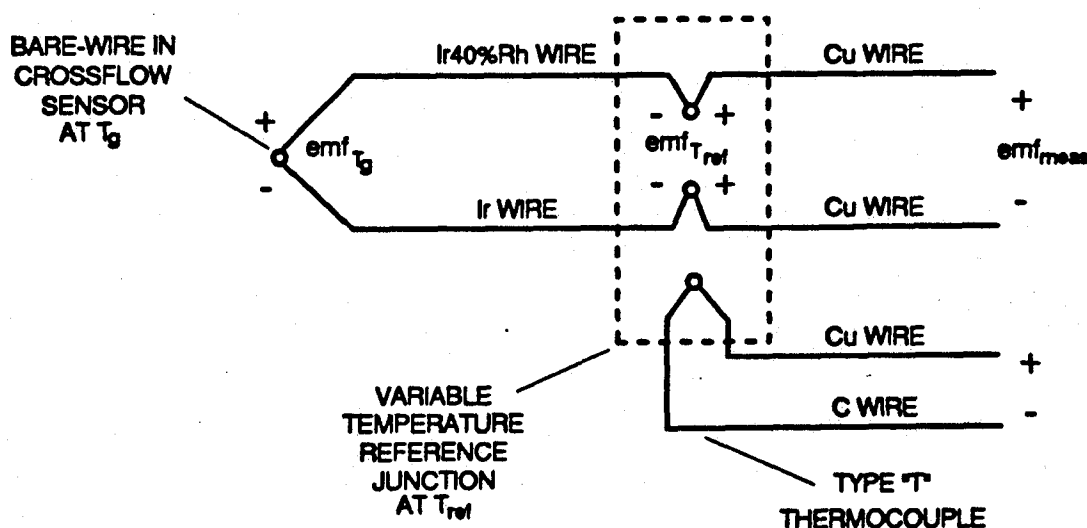 BARE-WIRE IN
CROSSFLOW
SENSOR
AT Tg
Ir40%Rh WIRE
Cu WIRE
+
emf Tg
-
- +
emf Tref
- +
+
emfmeas
-
Ir WIRE
Cu WIRE
Cu WIRE
+
C WIRE
-
VARIABLE
TEMPERATURE
REFERENCE
JUNCTION
AT Tref
TYPE "T"
THERMOCOUPLE